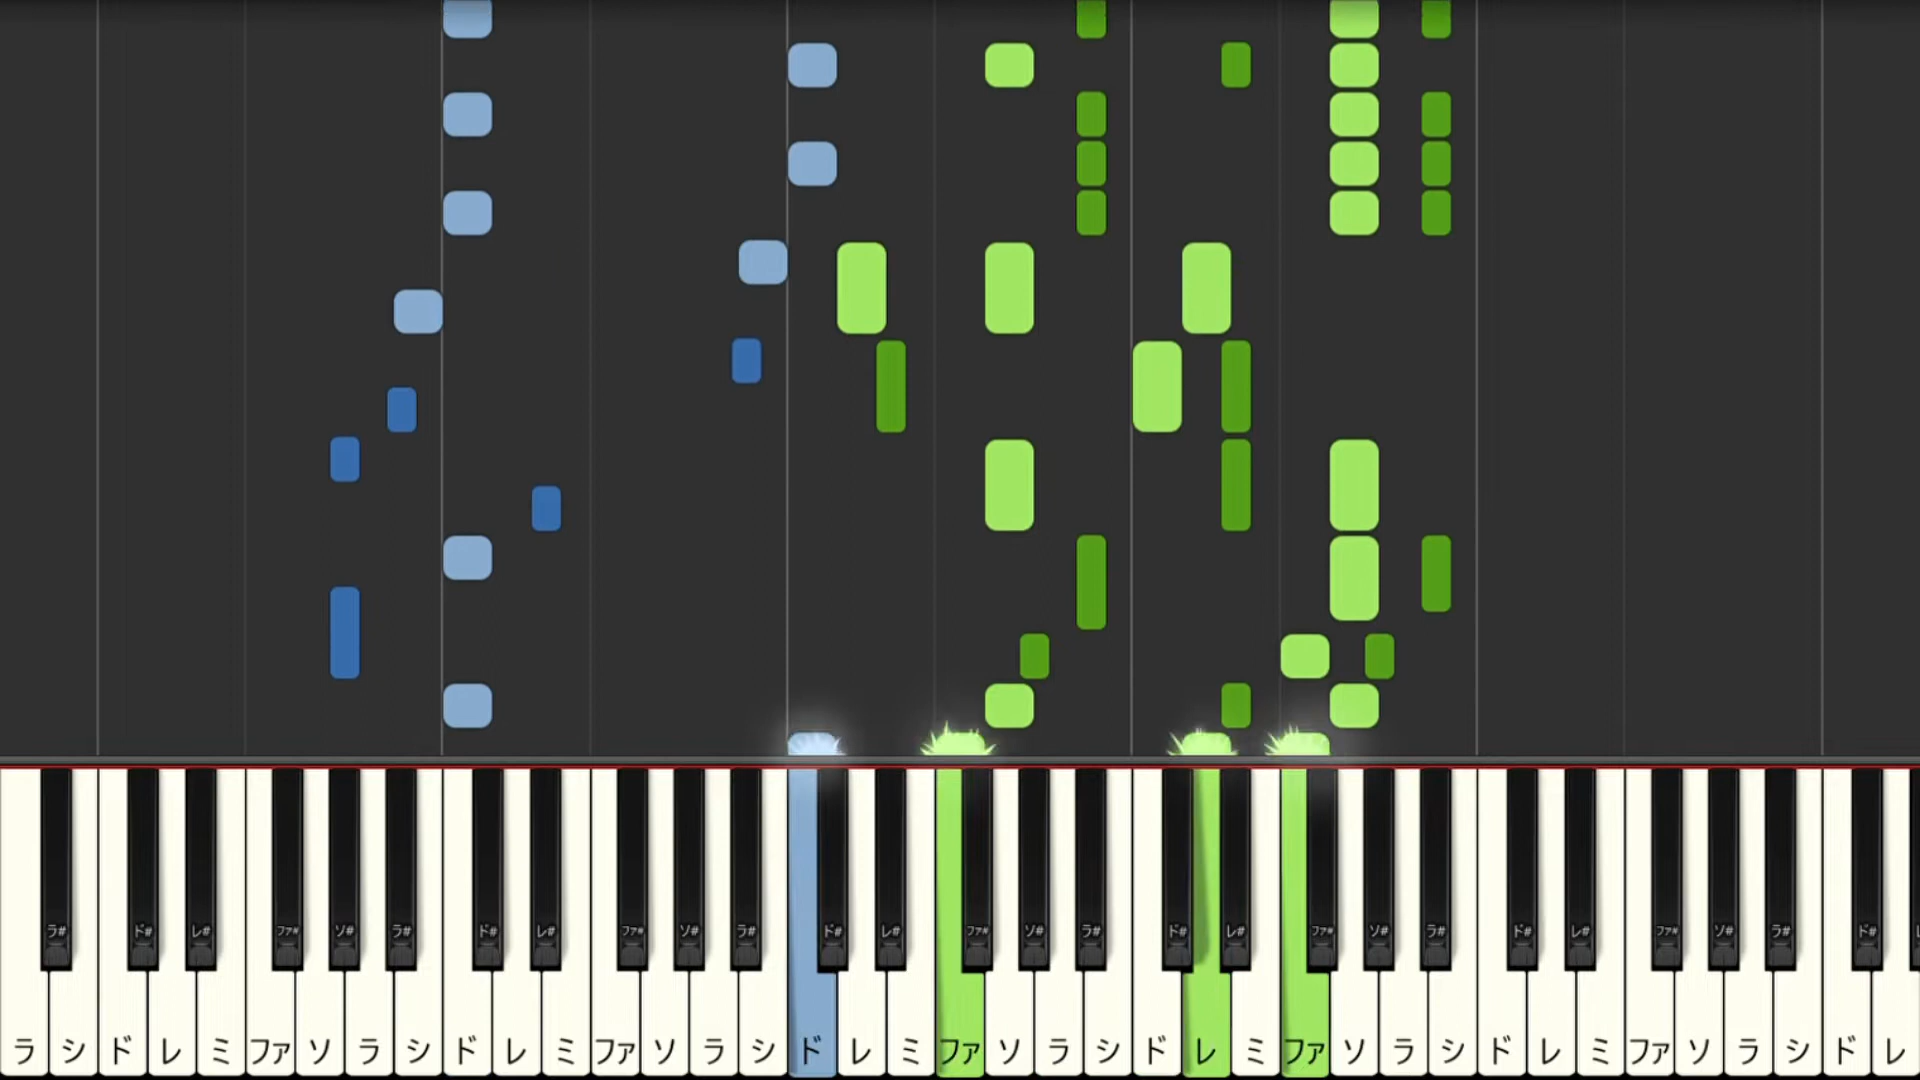 ラ# ド# レ# ファ# ソ# ラ# ド# レ# ファ# ソ# ラ# ド# レ# ファ# ソ# ラ# ド# レ# ファ# ソ# ラ# ド# レ# ファ# ソ# ラ# ド#
ラ シ ド レ ミ ファ ソ ラ シ ド レ ミ ファ ソ ラ シ ド レ ミ ファ ソ ラ シ ド レ ミ ファ ソ ラ シ ド レ ミ ファ ソ ラ シ ド レ